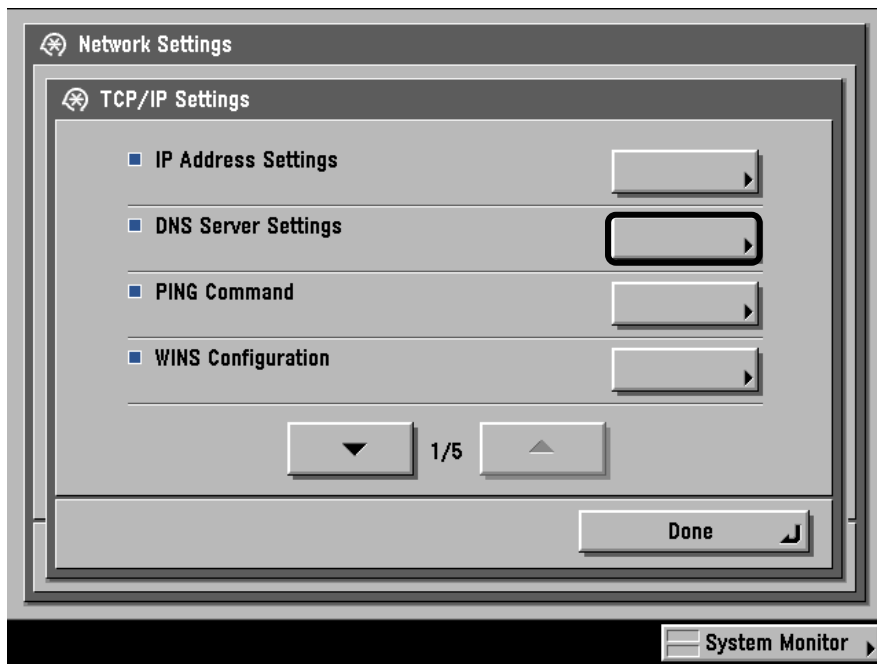 Network Settings
TCP/IP Settings
IP Address Settings
DNS Server Settings
PING Command
WINS Configuration
1/5
Done
System Monitor